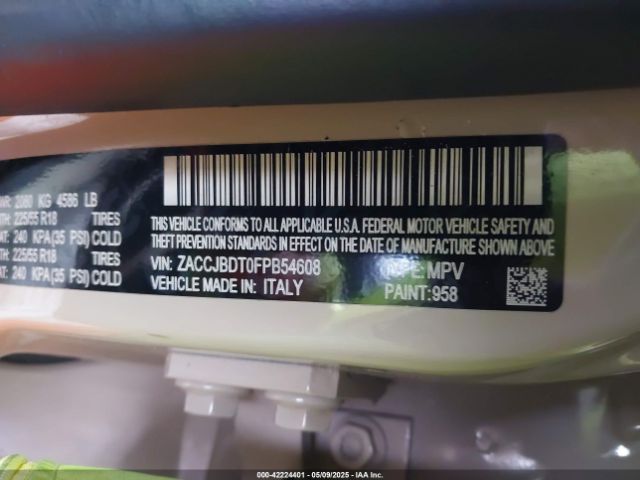 WR: 2080 KG 4586 LB
TH: 225/55 R18 TIRES
AT: 240 KPA(35 PSI) COLD
TH: 225/55 R18 TIRES
AT: 240 KPA(35 PSI) COLD
THIS VEHICLE CONFORMS TO ALL APPLICABLE U.S.A. FEDERAL MOTOR VEHICLE SAFETY AND
THEFT PREVENTION STANDARDS IN EFFECT ON THE DATE OF MANUFACTURE SHOWN ABOVE
VIN: ZACCJBDT0FPB54608 TYPE: MPV
VEHICLE MADE IN: ITALY PAINT:958
000-42224401 - 05/09/2025 - IAA Inc.